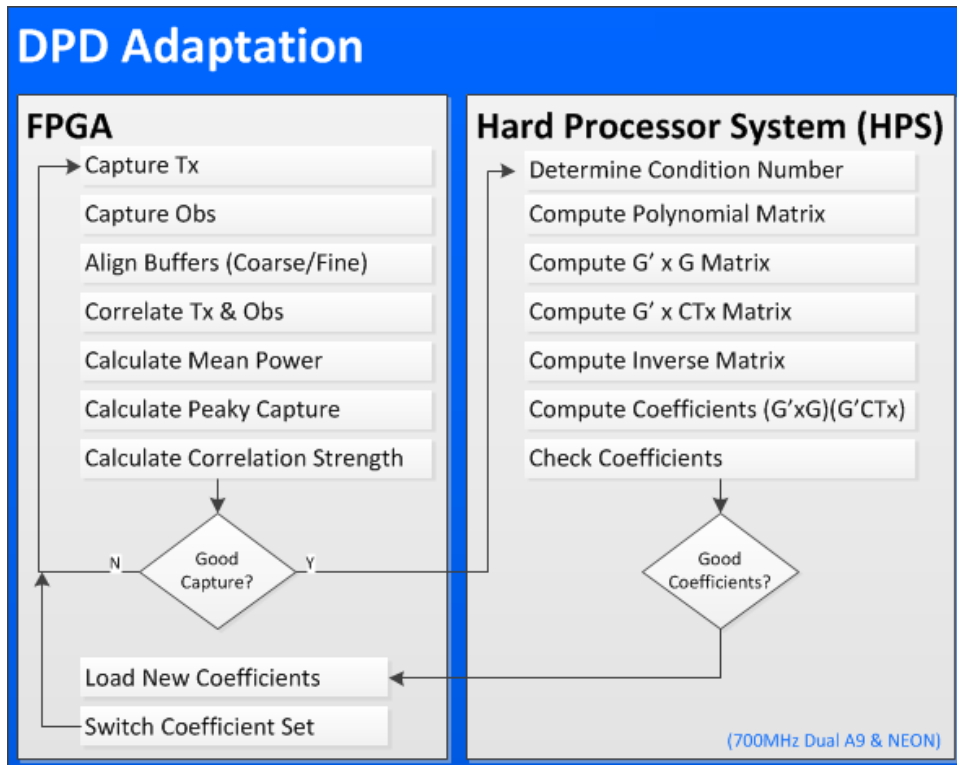 DPD Adaptation
FPGA
Capture Tx
Capture Obs
Align Buffers (Coarse/Fine)
Correlate Tx & Obs
Calculate Mean Power
Calculate Peaky Capture
Calculate Correlation Strength
N
Good
Capture?
Y
Load New Coefficients
Switch Coefficient Set
Hard Processor System (HPS)
Determine Condition Number
Compute Polynomial Matrix
Compute G’ x G Matrix
Compute G’ x CTx Matrix
Compute Inverse Matrix
Compute Coefficients (G’xG)(G’CTx)
Check Coefficients
Good
Coefficients?
(700MHz Dual A9 & NEON)